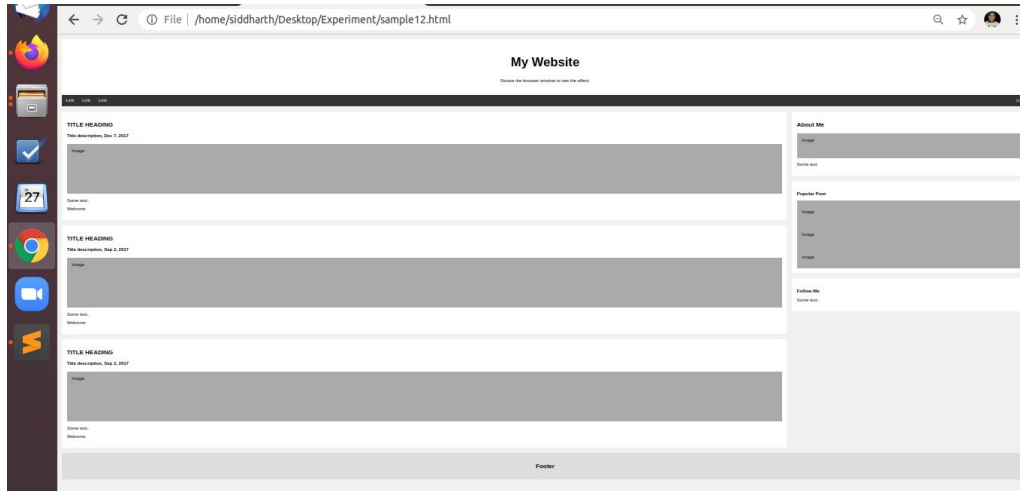 File | /home/siddharth/Desktop/Experiment/sample12.html
My Website
Resize the browser window to see the effect.
Link Link Link
TITLE HEADING
Title description, Dec 7, 2017
Image
Some text..
Welcome
TITLE HEADING
Title description, Sep 2, 2017
Image
Some text..
Welcome
TITLE HEADING
Title description, Sep 2, 2017
Image
Some text..
Welcome
About Me
Image
Some text
Popular Post
Image
Image
Image
Follow Me
Some text..
Footer
27